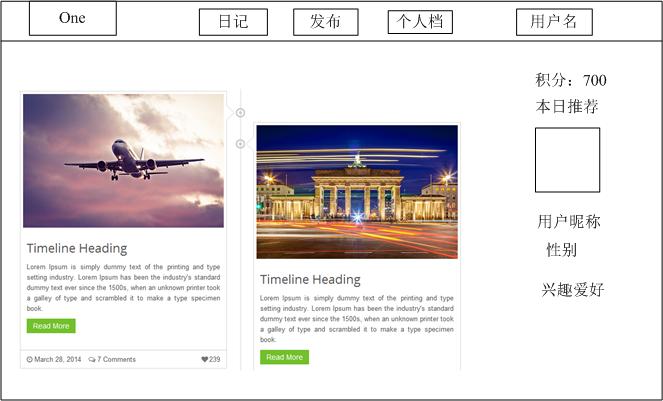 One
日记
发布
个人档
用户名
积分：700
本日推荐
用户昵称
性别
兴趣爱好
Timeline Heading
Lorem Ipsum is simply dummy text of the printing and type
setting industry. Lorem Ipsum has been the industry's standard
dummy text ever since the 1500s, when an unknown printer took
a galley of type and scrambled it to make a type specimen
book.
Read More
March 28, 2014
7 Comments
239
Timeline Heading
Lorem Ipsum is simply dummy text of the printing and type
setting industry. Lorem Ipsum has been the industry's standard
dummy text ever since the 1500s, when an unknown printer took
a galley of type and scrambled it to make a type specimen
book.
Read More